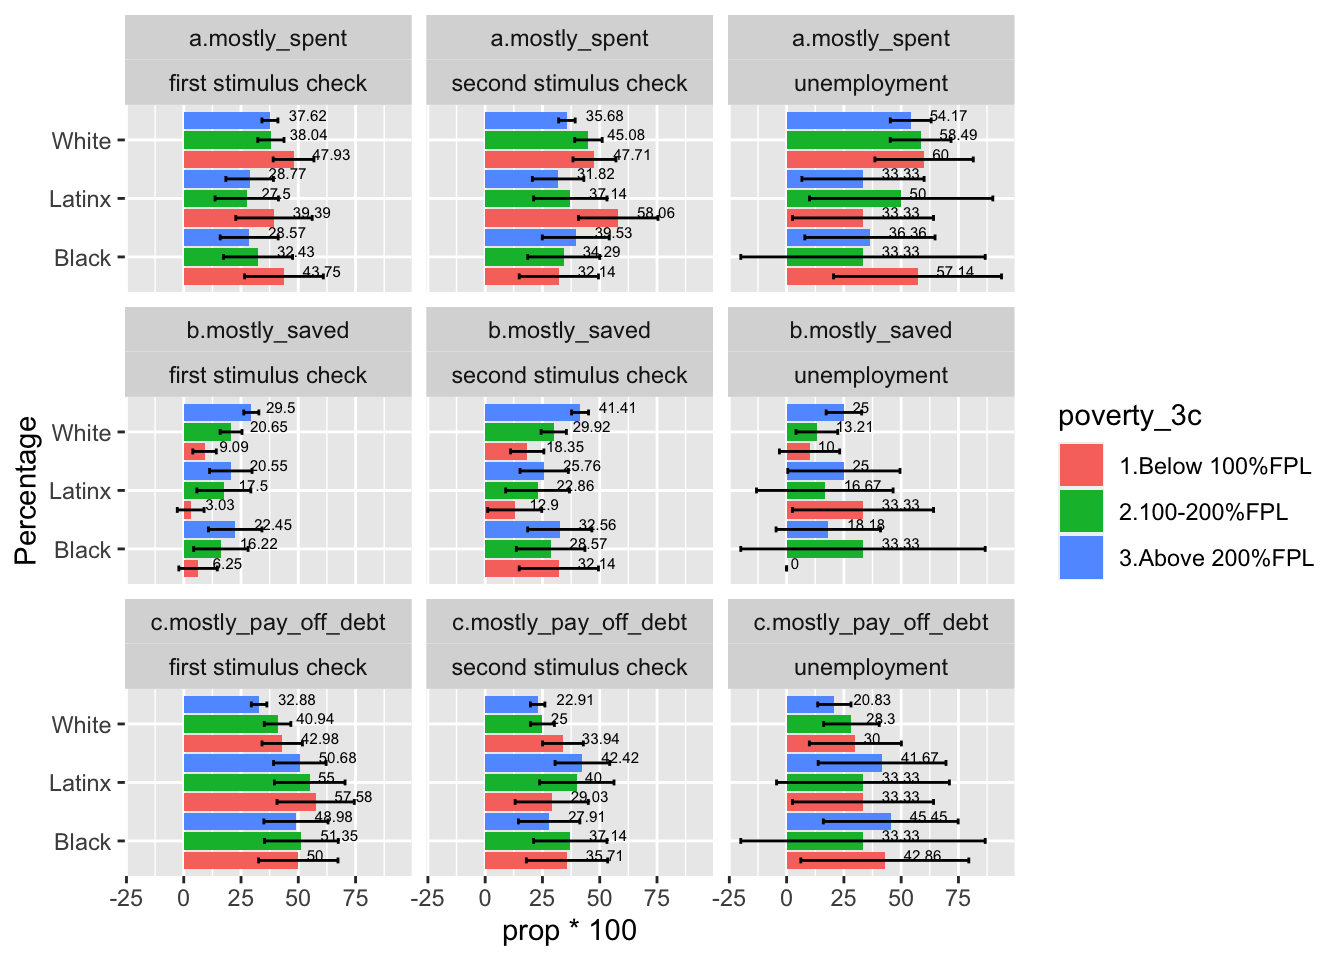 a.mostly_spent
a.mostly_spent
a.mostly_spent
first stimulus check
second stimulus check
unemployment
White
Latinx
Black
37.62
38.04
47.93
28.77
27.5
39.39
28.57
32.43
43.75
35.68
45.08
47.71
31.82
37.14
58.06
39.53
34.29
32.14
54.17
58.49
60
33.33
50
33.33
36.36
33.33
57.14
b.mostly_saved
b.mostly_saved
b.mostly_saved
first stimulus check
second stimulus check
unemployment
White
Latinx
Black
29.5
20.65
9.09
20.55
17.5
3.03
22.45
16.22
6.25
41.41
29.92
18.35
25.76
22.86
12.9
32.56
28.57
32.14
25
13.21
10
25
16.67
33.33
18.18
33.33
0
c.mostly_pay_off_debt
c.mostly_pay_off_debt
c.mostly_pay_off_debt
first stimulus check
second stimulus check
unemployment
White
Latinx
Black
32.88
40.94
42.98
50.68
55
57.58
48.98
51.35
50
22.91
25
33.94
42.42
40
29.03
27.91
37.14
35.71
20.83
28.3
30
41.67
33.33
33.33
45.45
33.33
42.86
-25 0 25 50 75
-25 0 25 50 75
-25 0 25 50 75
prop * 100
Percentage
poverty_3c
1.Below 100%FPL
2.100-200%FPL
3.Above 200%FPL